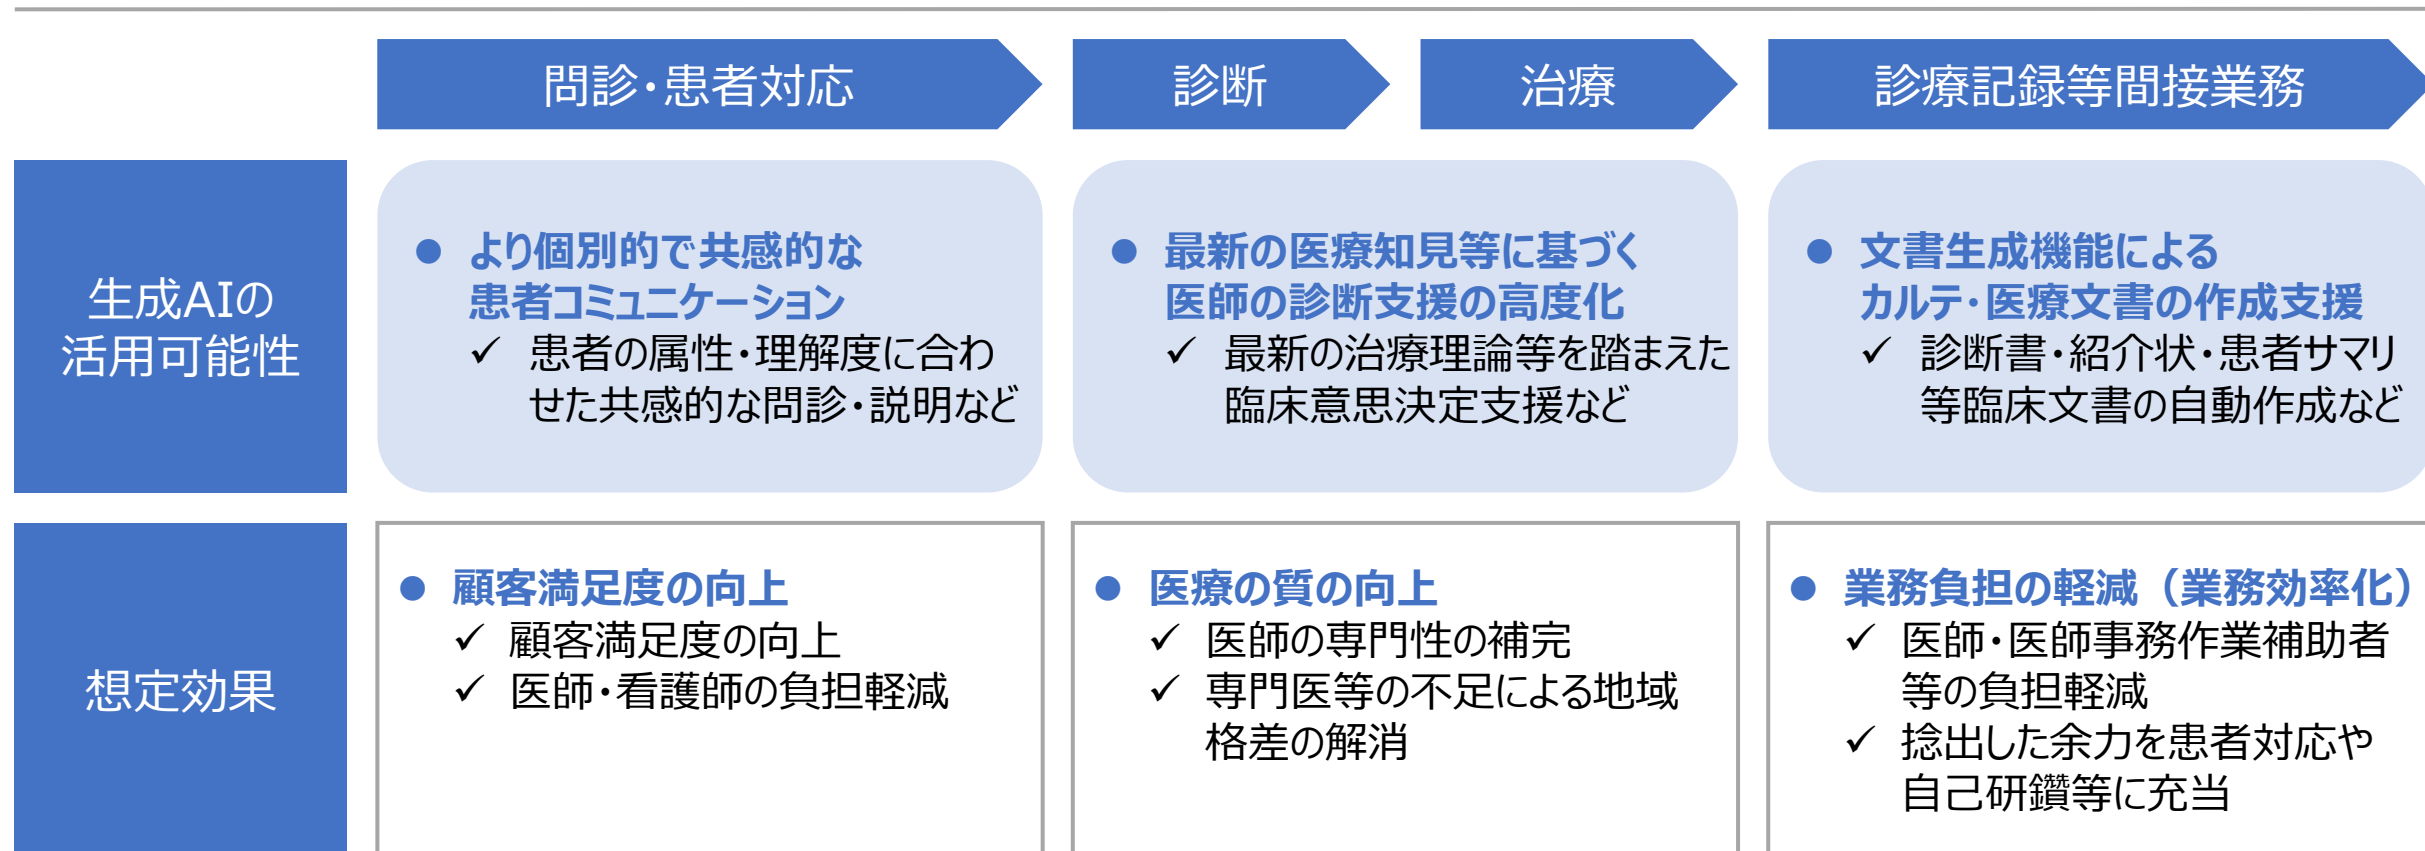 問診・患者対応
診断
治療
診療記録等間接業務
生成AIの
活用可能性
● より個別的で共感的な
患者コミュニケーション
✓ 患者の属性・理解度に合わ
せた共感的な問診・説明など
● 最新の医療知見等に基づく
医師の診断支援の高度化
✓ 最新の治療理論等を踏まえた
臨床意思決定支援など
● 文書生成機能による
カルテ・医療文書の作成支援
✓ 診断書・紹介状・患者サマリ
等臨床文書の自動作成など
想定効果
● 顧客満足度の向上
✓ 顧客満足度の向上
✓ 医師・看護師の負担軽減
● 医療の質の向上
✓ 医師の専門性の補完
✓ 専門医等の不足による地域
格差の解消
● 業務負担の軽減（業務効率化）
✓ 医師・医師事務作業補助者
等の負担軽減
✓ 捻出した余力を患者対応や
自己研鑽等に充当